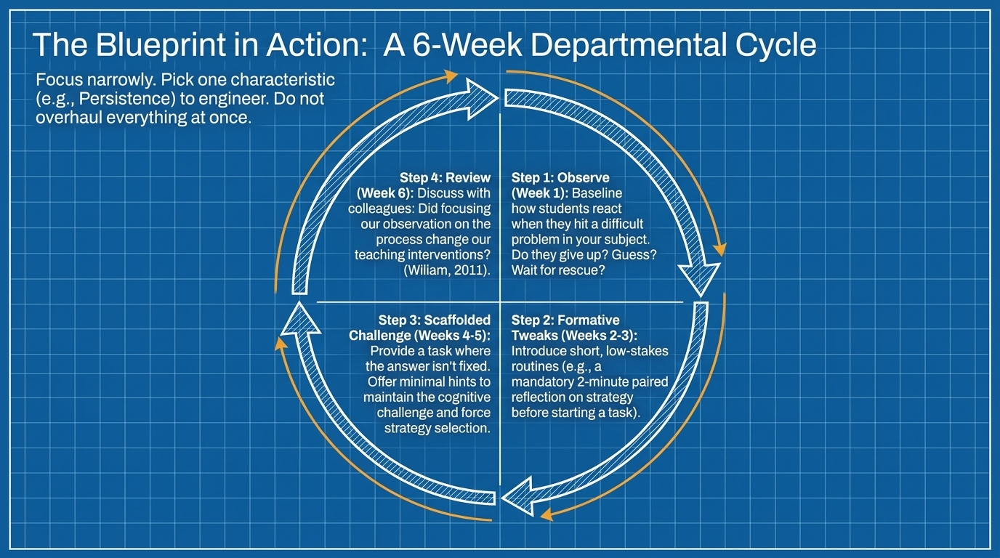 The Blueprint in Action: A 6-Week Departmental Cycle
Focus narrowly. Pick one characteristic
(e.g., Persistence) to engineer. Do not
overhaul everything at once.
Step 1: Observe
(Week 1): Baseline
how students react
when they hit a difficult
problem in your subject.
Do they give up? Guess?
Wait for rescue?
Step 2: Formative
Tweaks (Weeks 2-3):
Introduce short, low-stakes
routines (e.g., a
mandatory 2-minute paired
reflection on strategy
before starting a task).
Step 3: Scaffolded
Challenge (Weeks 4-5):
Provide a task where
the answer isn't fixed.
Offer minimal hints to
maintain the cognitive
challenge and force
strategy selection.
Step 4: Review
(Week 6): Discuss with
colleagues: Did focusing
our observation on the
process change our
teaching interventions?
(Wiliam, 2011).